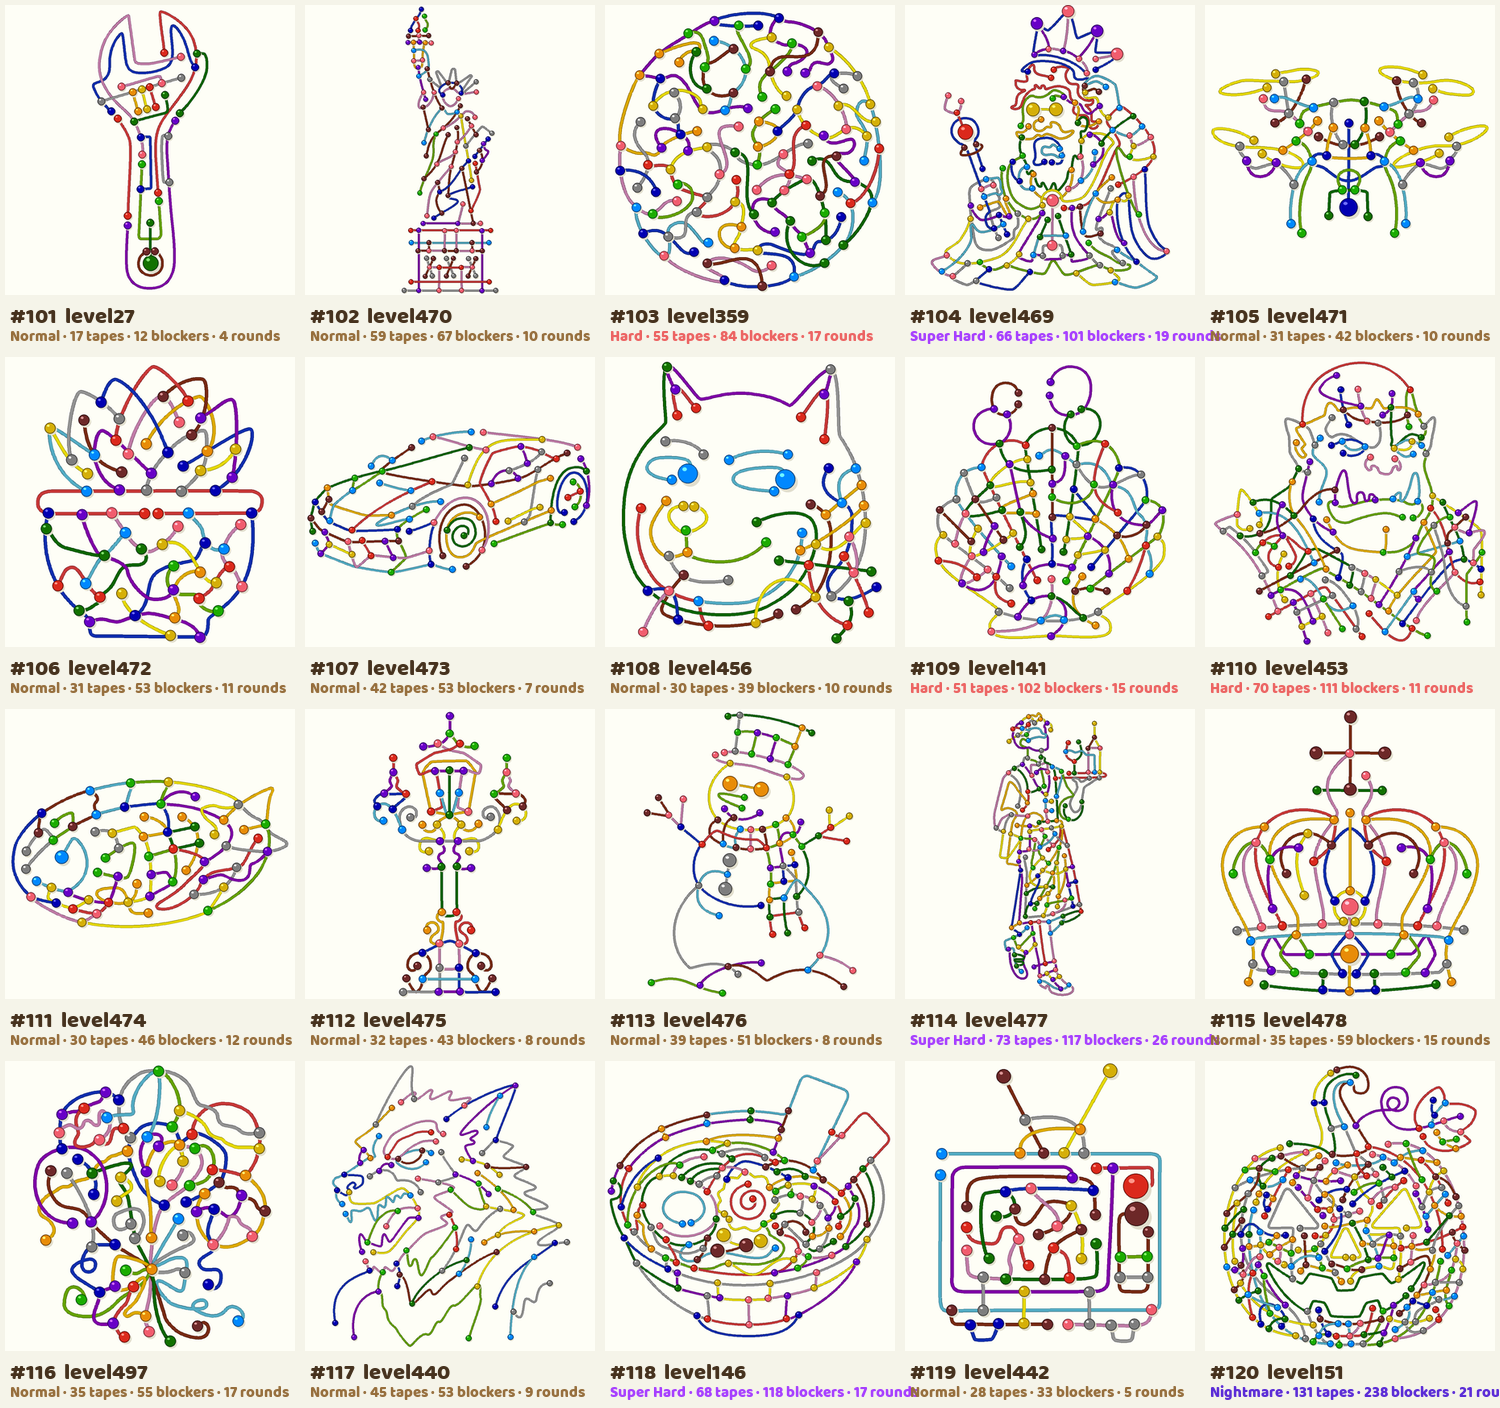 #101 level27
Normal · 17 tapes · 12 blockers · 4 rounds
#102 level470
Normal · 59 tapes · 67 blockers · 10 rounds
#103 level359
Hard · 55 tapes · 84 blockers · 17 rounds
#104 level469
Super Hard · 66 tapes · 101 blockers · 19 rounds
#105 level471
Normal · 31 tapes · 42 blockers · 10 rounds
#106 level472
Normal · 31 tapes · 53 blockers · 11 rounds
#107 level473
Normal · 42 tapes · 53 blockers · 7 rounds
#108 level456
Normal · 30 tapes · 39 blockers · 10 rounds
#109 level141
Hard · 51 tapes · 102 blockers · 15 rounds
#110 level453
Hard · 70 tapes · 111 blockers · 11 rounds
#111 level474
Normal · 30 tapes · 46 blockers · 12 rounds
#112 level475
Normal · 32 tapes · 43 blockers · 8 rounds
#113 level476
Normal · 39 tapes · 51 blockers · 8 rounds
#114 level477
Super Hard · 73 tapes · 117 blockers · 26 rounds
#115 level478
Normal · 35 tapes · 59 blockers · 15 rounds
#116 level497
Normal · 35 tapes · 55 blockers · 17 rounds
#117 level440
Normal · 45 tapes · 53 blockers · 9 rounds
#118 level146
Super Hard · 68 tapes · 118 blockers · 17 rounds
#119 level442
Normal · 28 tapes · 33 blockers · 5 rounds
#120 level151
Nightmare · 131 tapes · 238 blockers · 21 rou